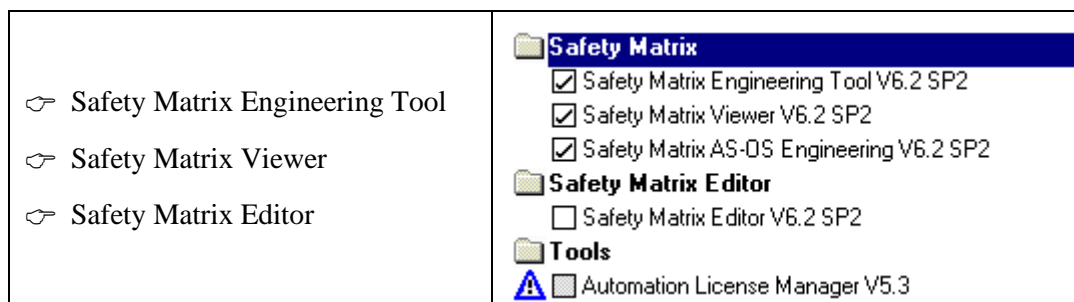 ☞ Safety Matrix Engineering Tool
☞ Safety Matrix Viewer
☞ Safety Matrix Editor
Safety Matrix
Safety Matrix Engineering Tool V6.2 SP2
Safety Matrix Viewer V6.2 SP2
Safety Matrix AS-OS Engineering V6.2 SP2
Safety Matrix Editor
Safety Matrix Editor V6.2 SP2
Tools
Automation License Manager V5.3